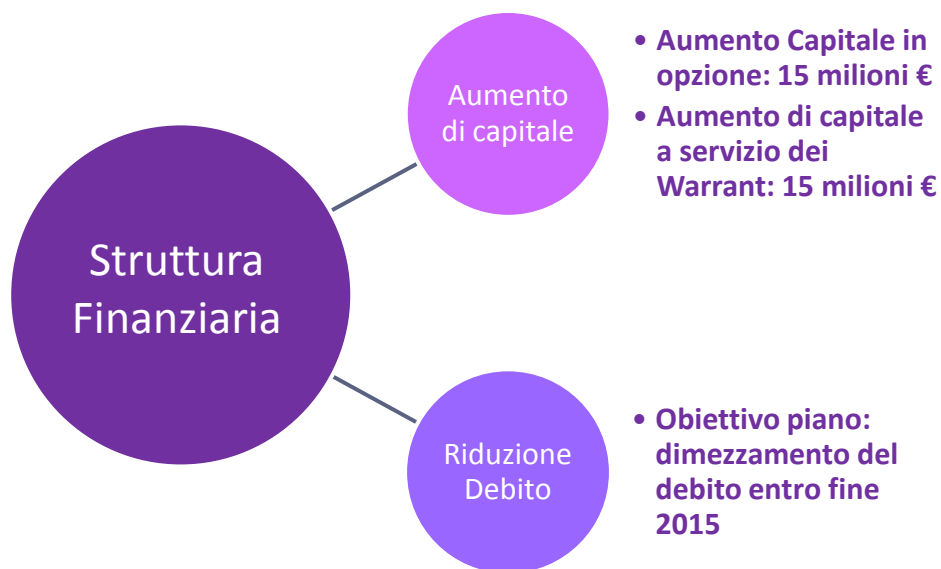 Struttura
Finanziaria
Aumento
di capitale
• Aumento Capitale in
opzione: 15 milioni €
• Aumento di capitale
a servizio dei
Warrant: 15 milioni €
Riduzione
Debito
• Obiettivo piano:
dimezzamento del
debito entro fine
2015